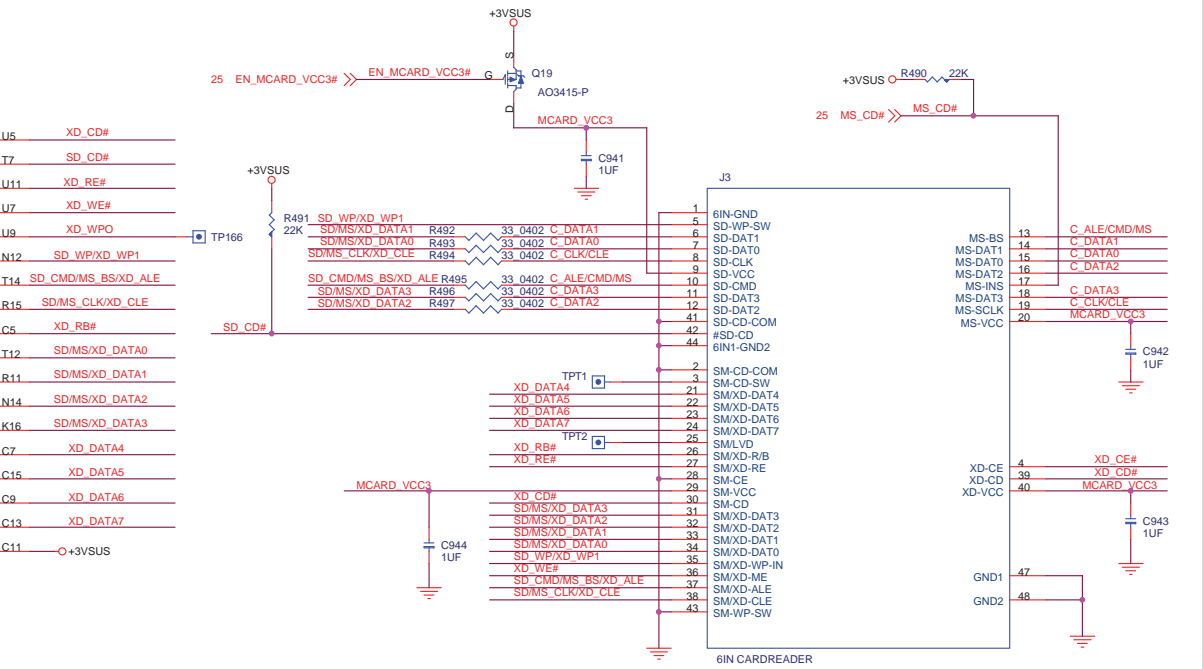 +3VSUS
S
Q19
G
AO3415-P
D
25 EN_MCARD_VCC3#
EN_MCARD_VCC3#
MCARD_VCC3
C941
1UF
+3VSUS
R490
22K
25 MS_CD#
MS_CD#
U5 XD_CD#
T7 SD_CD#
U11 XD_RE#
U7 XD_WE#
U9 XD_WPO
TP166
N12 SD_WP/XD_WP1
T14 SD_CMD/MS_BS/XD_ALE
R15 SD/MS_CLK/XD_CLE
C5 XD_RB#
T12 SD/MS/XD_DATA0
R11 SD/MS/XD_DATA1
N14 SD/MS/XD_DATA2
K16 SD/MS/XD_DATA3
C7 XD_DATA4
C15 XD_DATA5
C9 XD_DATA6
C13 XD_DATA7
C11 +3VSUS
+3VSUS
R491
22K
SD_CD#
J3
1 6IN-GND
SD_WP/XD_WP1 5 SD-WP-SW
SD/MS/XD_DATA1 R492 33_0402 C_DATA1 6 SD-DAT1
SD/MS/XD_DATA0 R493 33_0402 C_DATA0 7 SD-DAT0
SD/MS_CLK/XD_CLE R494 33_0402 C_CLK/CLE 8 SD-CLK
9 SD-VCC
SD_CMD/MS_BS/XD_ALE R495 33_0402 C_ALE/CMD/MS 10 SD-CMD
SD/MS/XD_DATA3 R496 33_0402 C_DATA3 11 SD-DAT3
SD/MS/XD_DATA2 R497 33_0402 C_DATA2 12 SD-DAT2
41 SD-CD-COM
42 #SD-CD
44 6IN1-GND2
2 SM-CD-COM
TPT1 3 SM-CD-SW
XD_DATA4 21 SM/XD-DAT4
XD_DATA5 22 SM/XD-DAT5
XD_DATA6 23 SM/XD-DAT6
XD_DATA7 24 SM/XD-DAT7
TPT2 25 SM/LVD
XD_RB# 26 SM/XD-R/B
XD_RE# 27 SM/XD-RE
28 SM-CE
MCARD_VCC3 29 SM-VCC
XD_CD# 30 SM-CD
SD/MS/XD_DATA3 31 SM/XD-DAT3
SD/MS/XD_DATA2 32 SM/XD-DAT2
SD/MS/XD_DATA1 33 SM/XD-DAT1
SD/MS/XD_DATA0 34 SM/XD-DAT0
SD_WP/XD_WP1 35 SM/XD-WP-IN
XD_WE# 36 SM/XD-ME
SD_CMD/MS_BS/XD_ALE 37 SM/XD-ALE
SD/MS_CLK/XD_CLE 38 SM/XD-CLE
43 SM-WP-SW
C944
1UF
MS-BS 13 C_ALE/CMD/MS
MS-DAT1 14 C_DATA1
MS-DAT0 15 C_DATA0
MS-DAT2 16 C_DATA2
MS-INS 17
MS-DAT3 18 C_DATA3
MS-SCLK 19 C_CLK/CLE
MS-VCC 20 MCARD_VCC3
C942
1UF
XD-CE 4 XD_CE#
XD-CD 39 XD_CD#
XD-VCC 40 MCARD_VCC3
C943
1UF
GND1 47
GND2 48
6IN CARDREADER